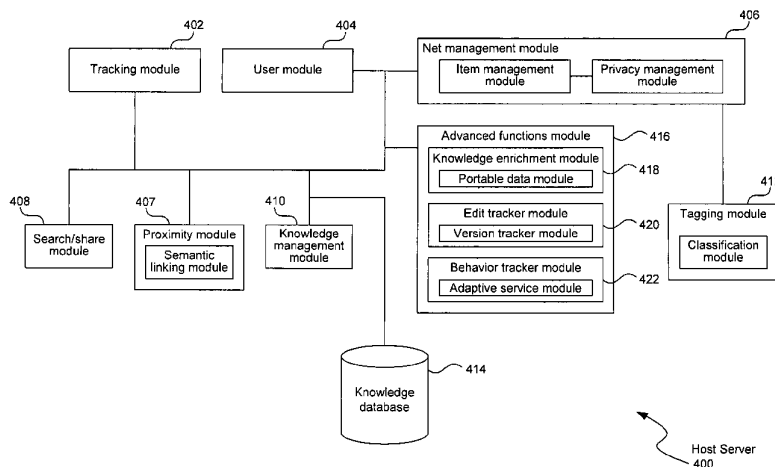 402
404
406
Tracking module
User module
Net management module
Item management
module
Privacy management
module
Advanced functions module
416
Knowledge enrichment module
418
Portable data module
408
407
410
41
Search/share
module
Proximity module
Semantic
linking module
Knowledge
management
module
Edit tracker module
420
Version tracker module
Tagging module
Classification
module
Behavior tracker module
422
Adaptive service module
414
Knowledge
database
Host Server
400